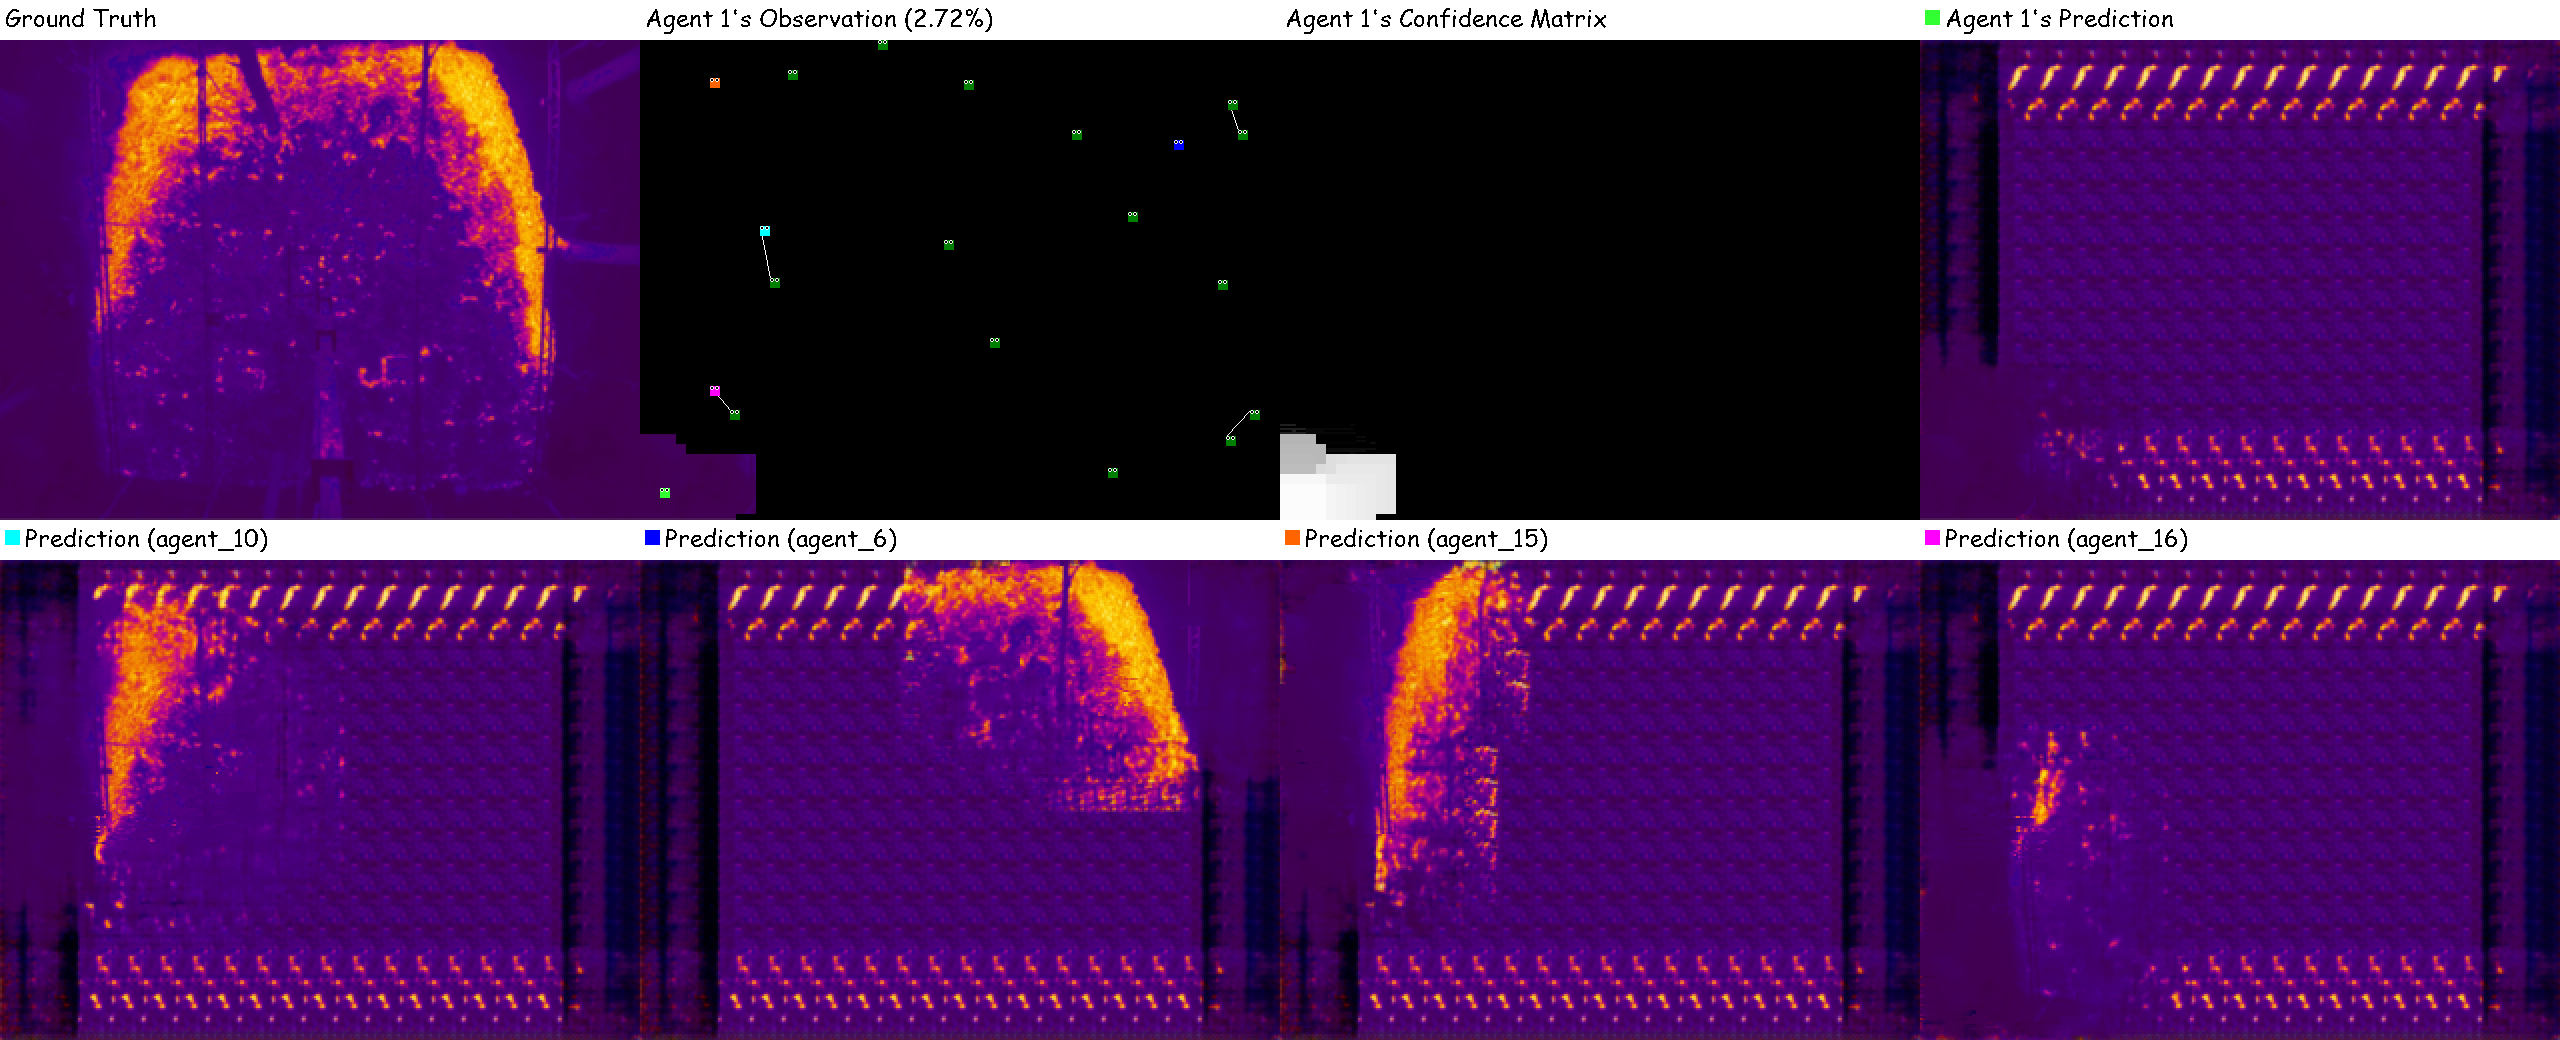 Ground Truth
Agent 1's Observation (2.72%)
Agent 1's Confidence Matrix
Agent 1's Prediction
Prediction (agent_10)
Prediction (agent_6)
Prediction (agent_15)
Prediction (agent_16)